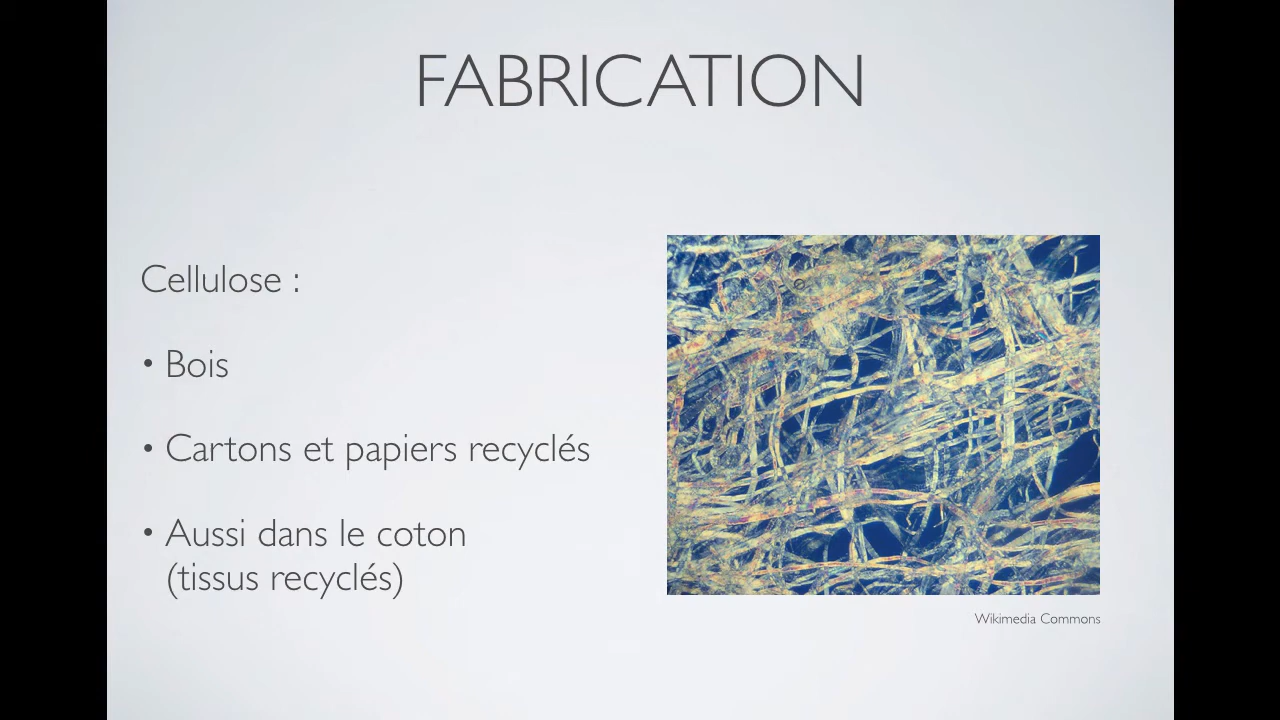 FABRICATION
Cellulose :
• Bois
• Cartons et papiers recyclés
• Aussi dans le coton
(tissus recyclés)
Wikimedia Commons